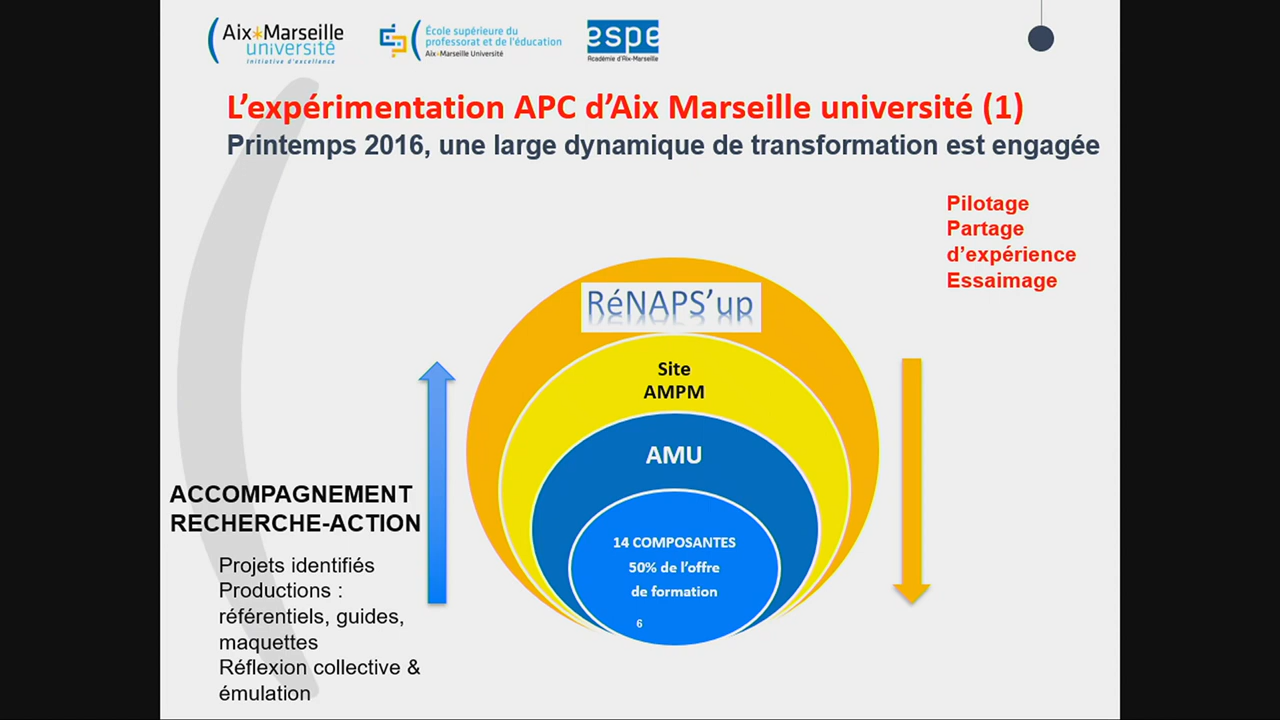 Aix*Marseille
université
Initiative d'excellence
École supérieure du
professorat et de l'éducation
Aix*Marseille Université
espe
Académie d'Aix-Marseille
L'expérimentation APC d'Aix Marseille université (1)
Printemps 2016, une large dynamique de transformation est engagée
Pilotage
Partage
d'expérience
Essaimage
RéNAPS'up
Site
AMPM
AMU
14 COMPOSANTES
50% de l'offre
de formation
6
ACCOMPAGNEMENT
RECHERCHE-ACTION
Projets identifiés
Productions :
référentiels, guides,
maquettes
Réflexion collective &
émulation